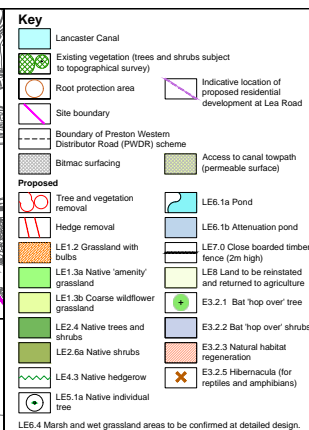 Key
Lancaster Canal
Existing vegetation (trees and shrubs subject
to topographical survey)
Root protection area
Indicative location of
proposed residential
development at Lea Road
Site boundary
Boundary of Preston Western
Distributor Road (PWDR) scheme
Bitmac surfacing
Access to canal towpath
(permeable surface)
Proposed
Tree and vegetation
removal
LE6.1a Pond
Hedge removal
LE6.1b Attenuation pond
LE1.2 Grassland with
bulbs
LE7.0 Close boarded timber
fence (2m high)
LE1.3a Native 'amenity'
grassland
LE8 Land to be reinstated
and returned to agriculture
LE1.3b Coarse wildflower
grassland
E3.2.1 Bat 'hop over' tree
LE2.4 Native trees and
shrubs
E3.2.2 Bat 'hop over' shrubs
LE2.6a Native shrubs
E3.2.3 Natural habitat
regeneration
LE4.3 Native hedgerow
E3.2.5 Hibernacula (for
reptiles and amphibians)
LE5.1a Native individual
tree
LE6.4 Marsh and wet grassland areas to be confirmed at detailed design.